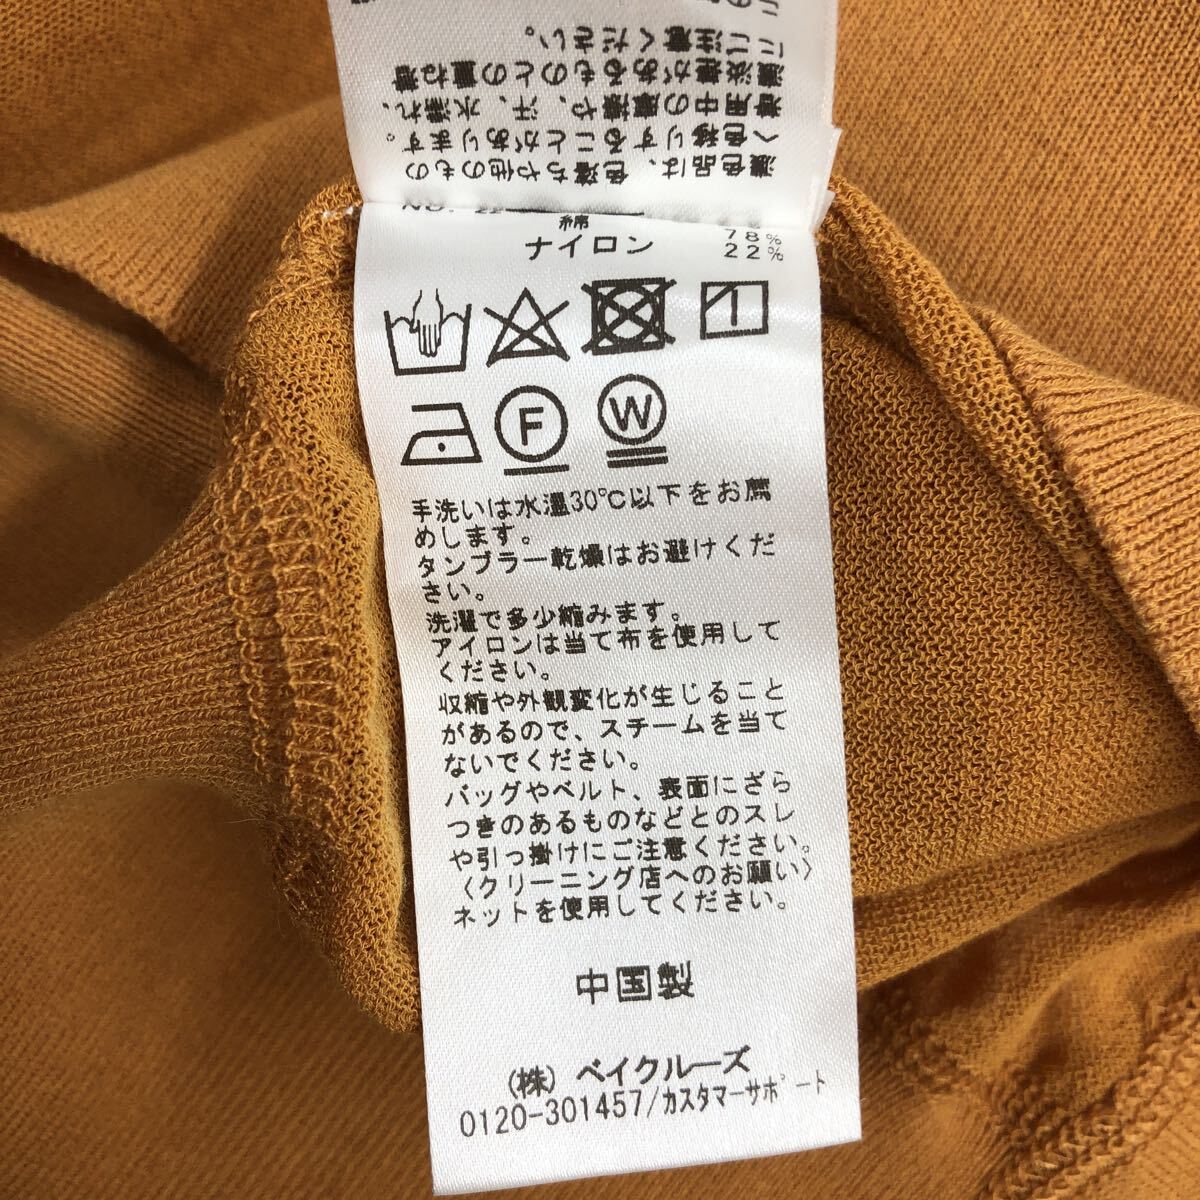 濃色品は、色落ちや他のもの
へ色移りすることがあります。
着用中の摩擦や、汗、水濡れ、
濃淡差があるものとの重ね着
にご注意ください。
綿 78%
ナイロン 22%
F W
手洗いは水温30℃以下をお薦
めします。
タンブラー乾燥はお避けくだ
さい。
洗濯で多少縮みます。
アイロンは当て布を使用して
ください。
収縮や外観変化が生じること
があるので、スチームを当て
ないでください。
バッグやベルト、表面にざら
つきのあるものなどとのスレ
や引っ掛けにご注意ください。
〈クリーニング店へのお願い〉
ネットを使用してください。
中国製
(株) ベイクルーズ
0120-301457/カスタマーサポート